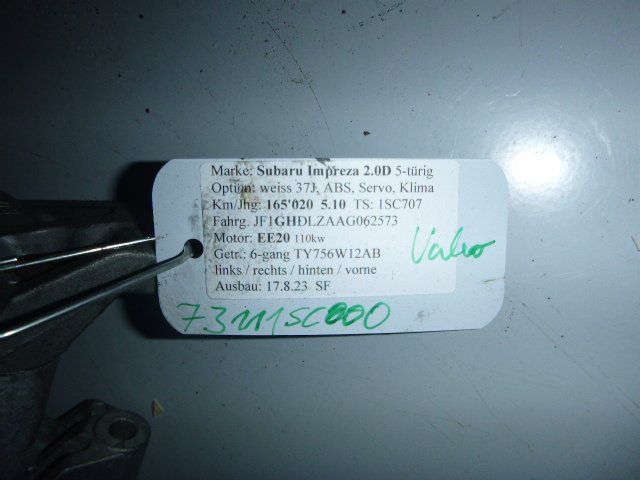 Marke: Subaru Impreza 2.0D 5-türig
Option: weiss 37J, ABS, Servo, Klima
Km/Jhg: 165'020 5.10 TS: 1SC707
Fahrg. JF1GHDLZAAG062573
Motor: EE20 110kw
Getr.: 6-gang TY756W12AB
links / rechts / hinten / vorne
Ausbau: 17.8.23 SF
Valeo
73111SC000